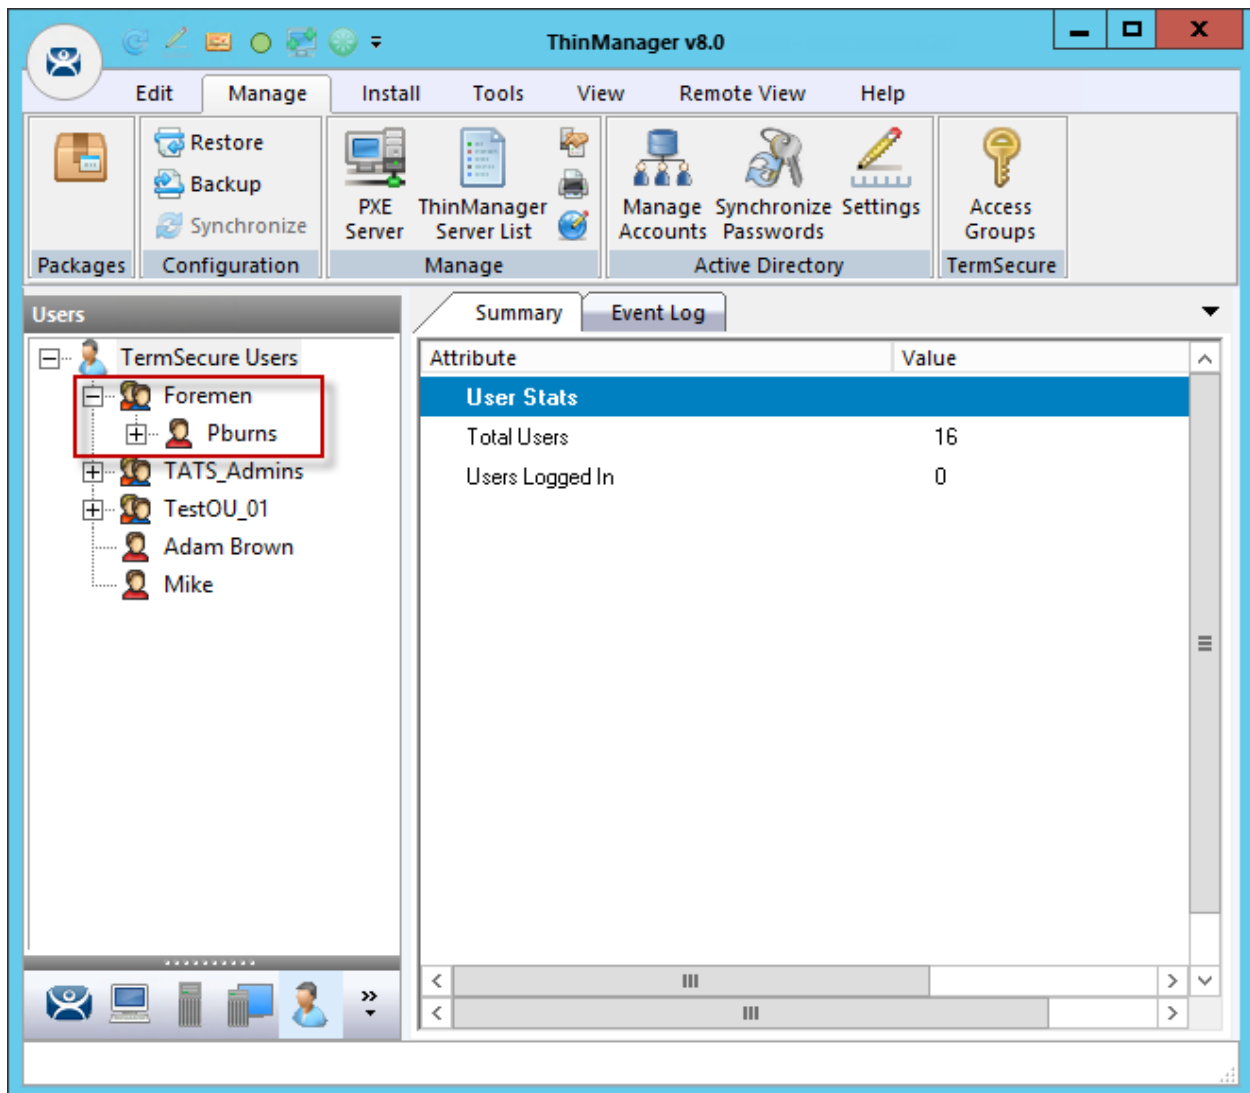 ThinManager v8.0
Edit Manage Install Tools View Remote View Help
Restore
Backup
Synchronize
PXE Server
ThinManager Server List
Manage Accounts
Synchronize Passwords
Settings
Access Groups
Packages Configuration Manage Active Directory TermSecure
Users
TermSecure Users
Foremen
Pburns
TATS_Admins
TestOU_01
Adam Brown
Mike
Summary Event Log
Attribute Value
User Stats
Total Users 16
Users Logged In 0